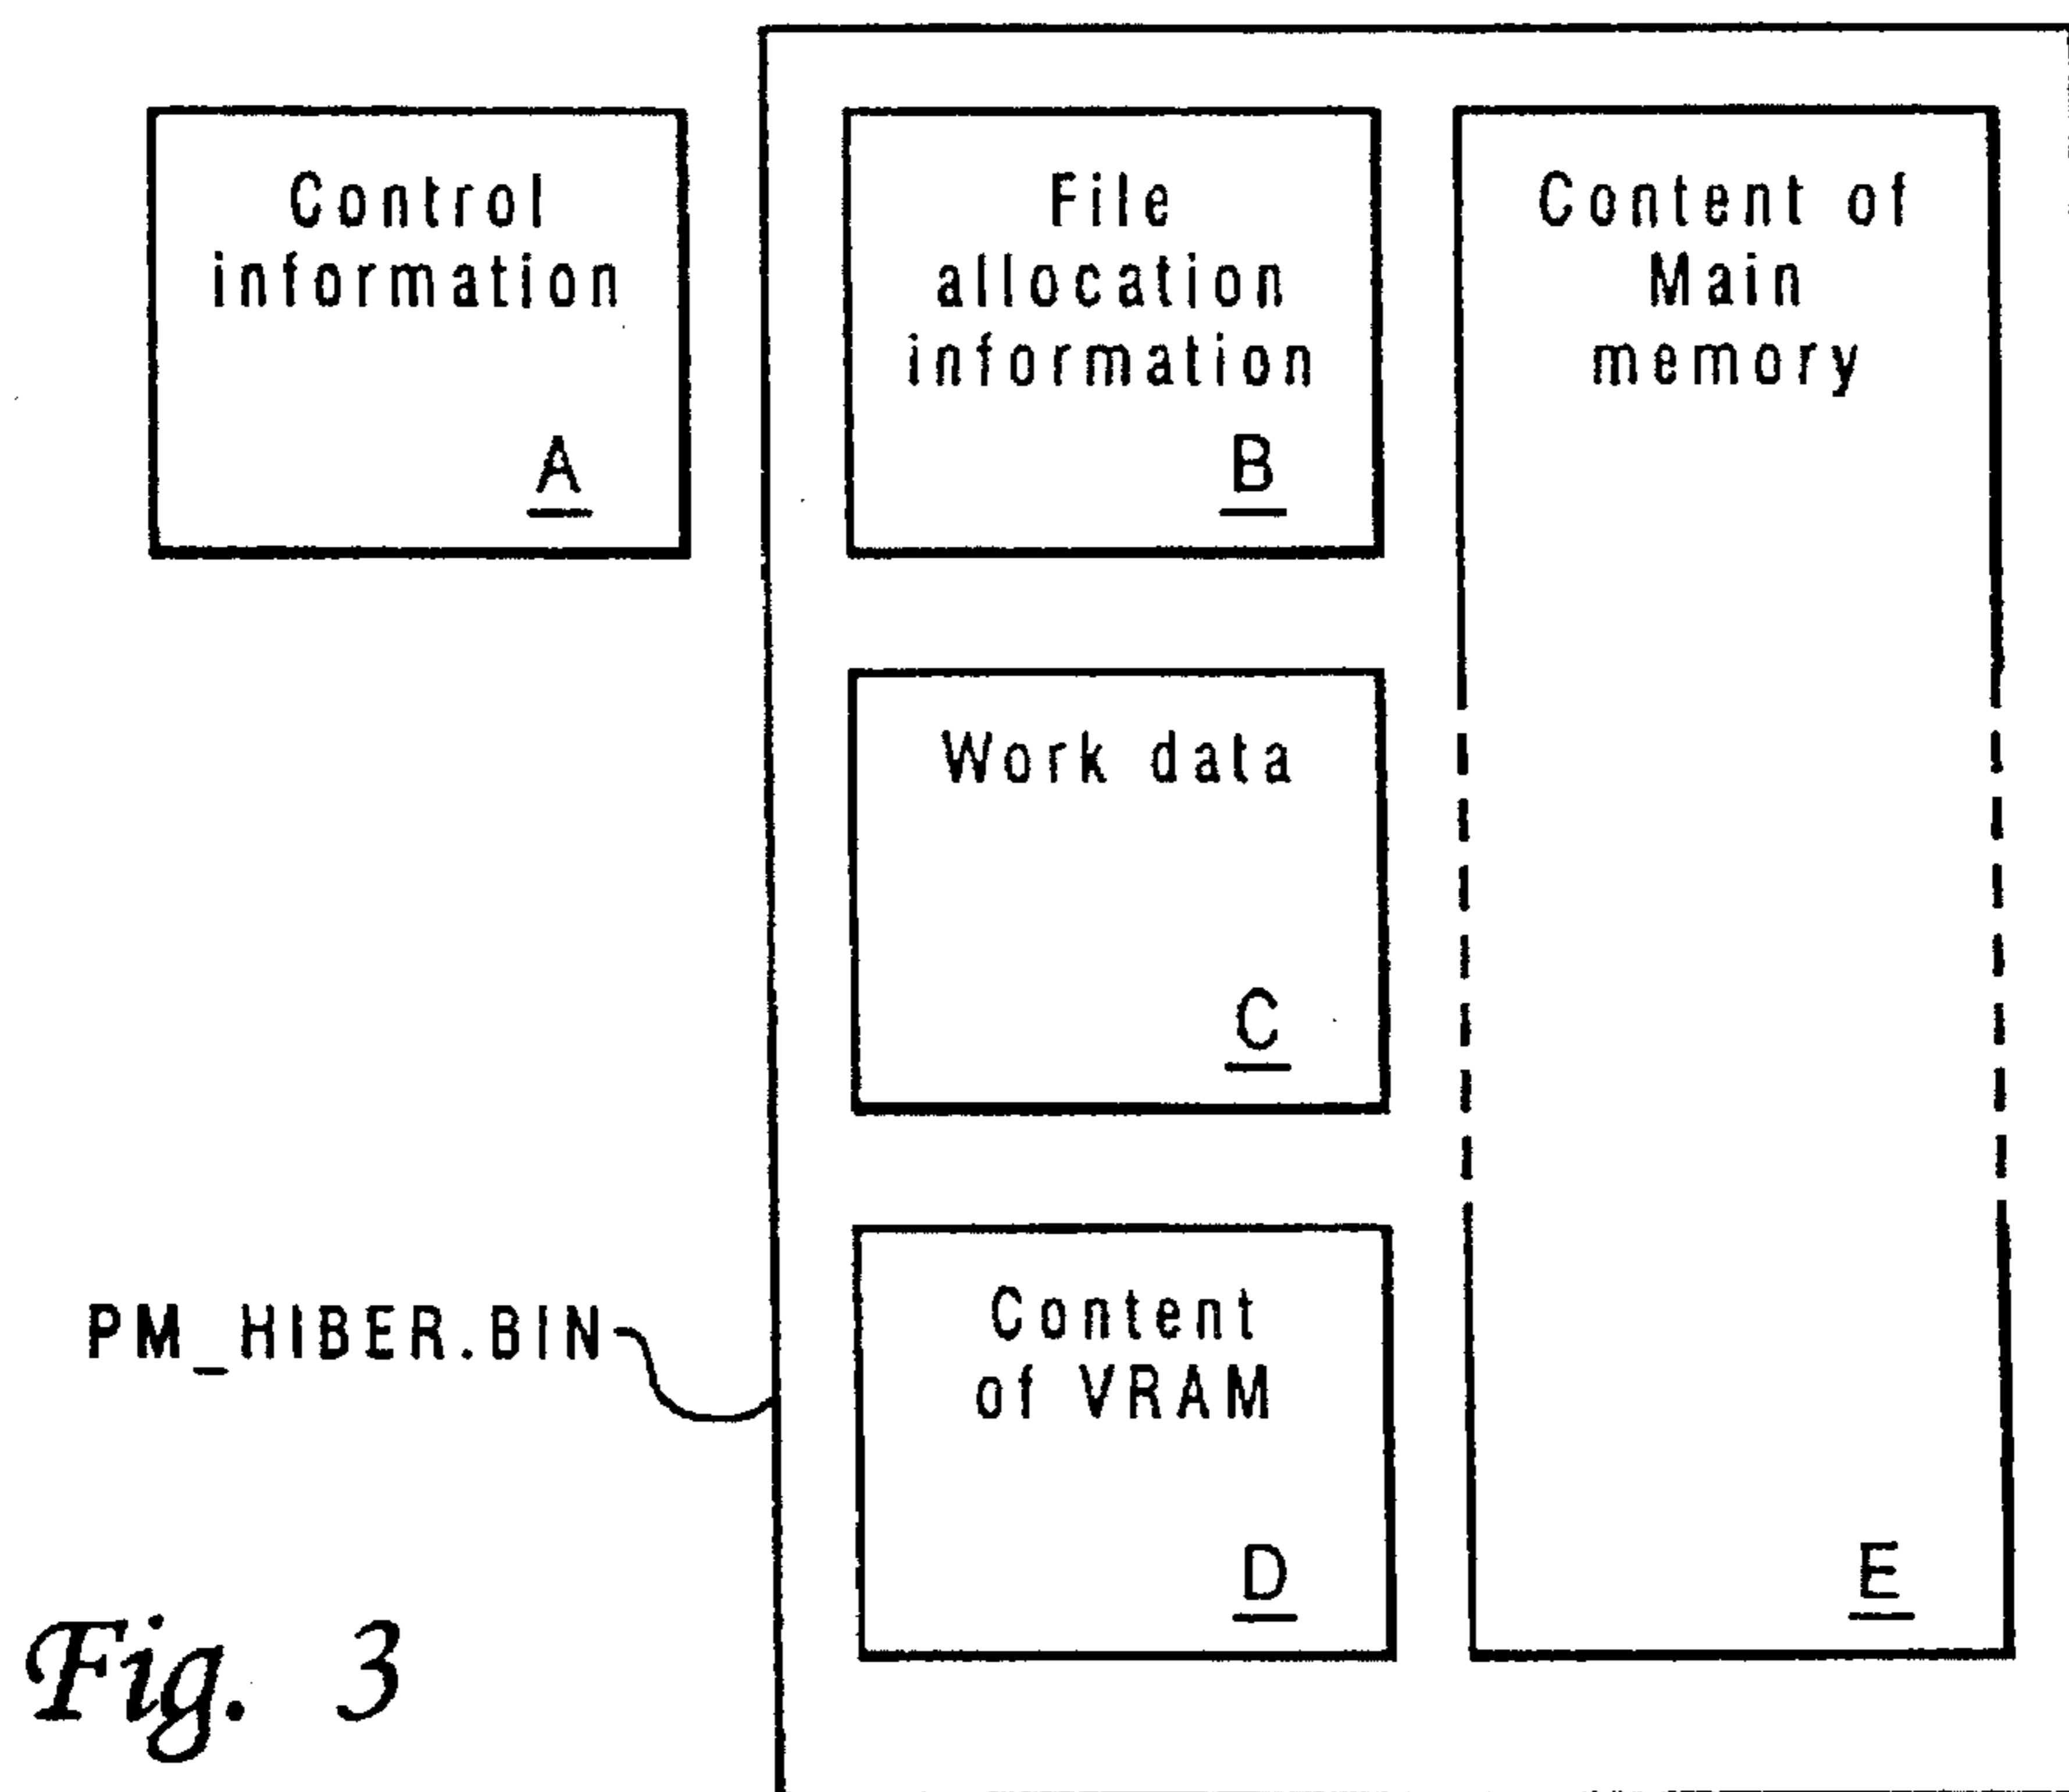 Control
information
A
File
allocation
information
B
Content of
Main
memory
Work data
C
PM_HIBER.BIN
Content
of VRAM
D
E
Fig. 3